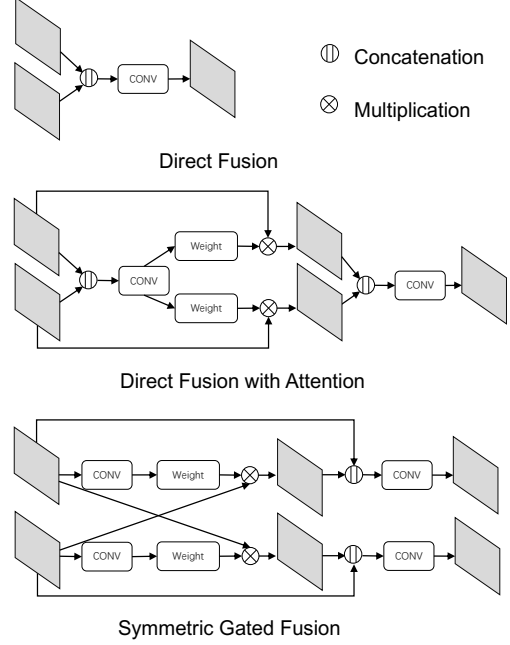 CONV
Concatenation
Multiplication
Direct Fusion
Weight
CONV
CONV
Weight
Direct Fusion with Attention
CONV
Weight
CONV
CONV
Weight
CONV
Symmetric Gated Fusion